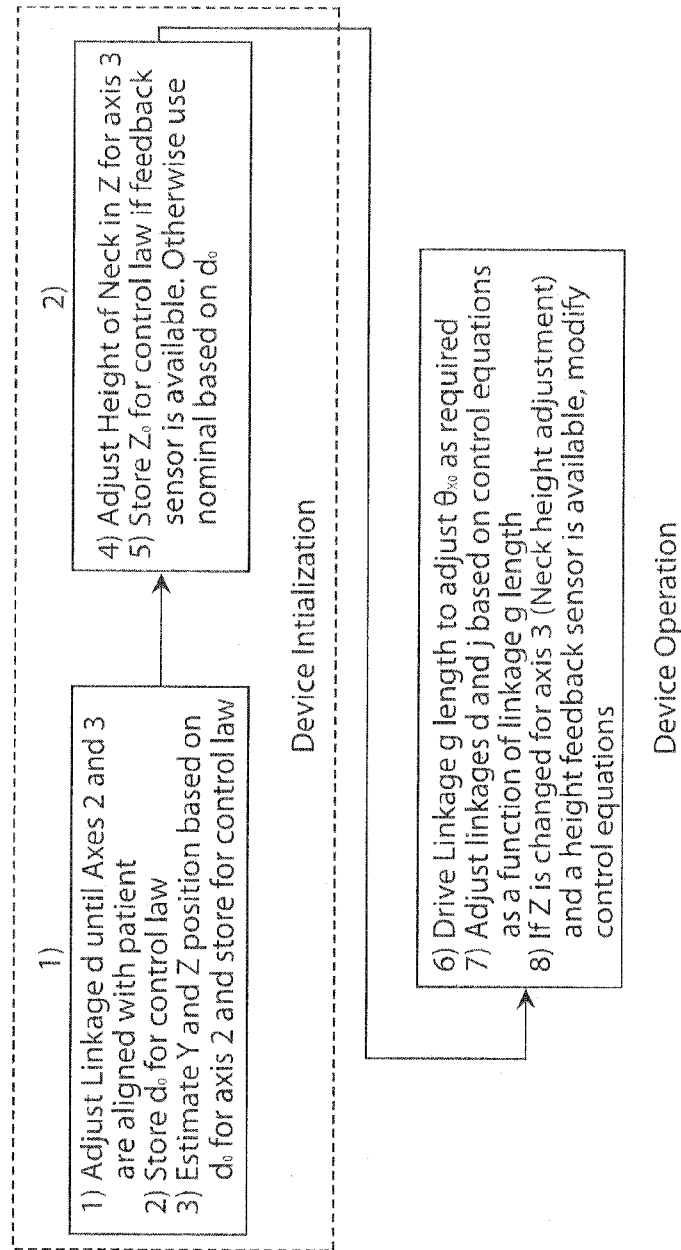 1)
1) Adjust Linkage d until Axes 2 and 3
are aligned with patient
2) Store d₀ for control law
3) Estimate Y and Z position based on
d₀ for axis 2 and store for control law
2)
4) Adjust Height of Neck in Z for axis 3
5) Store Z₀ for control law if feedback
sensor is available. Otherwise use
nominal based on d₀
Device Intialization
6) Drive Linkage g length to adjust θₓ₀ as required
7) Adjust linkages d and j based on control equations
as a function of linkage g length
8) If Z is changed for axis 3 (Neck height adjustment)
and a height feedback sensor is available, modify
control equations
Device Operation